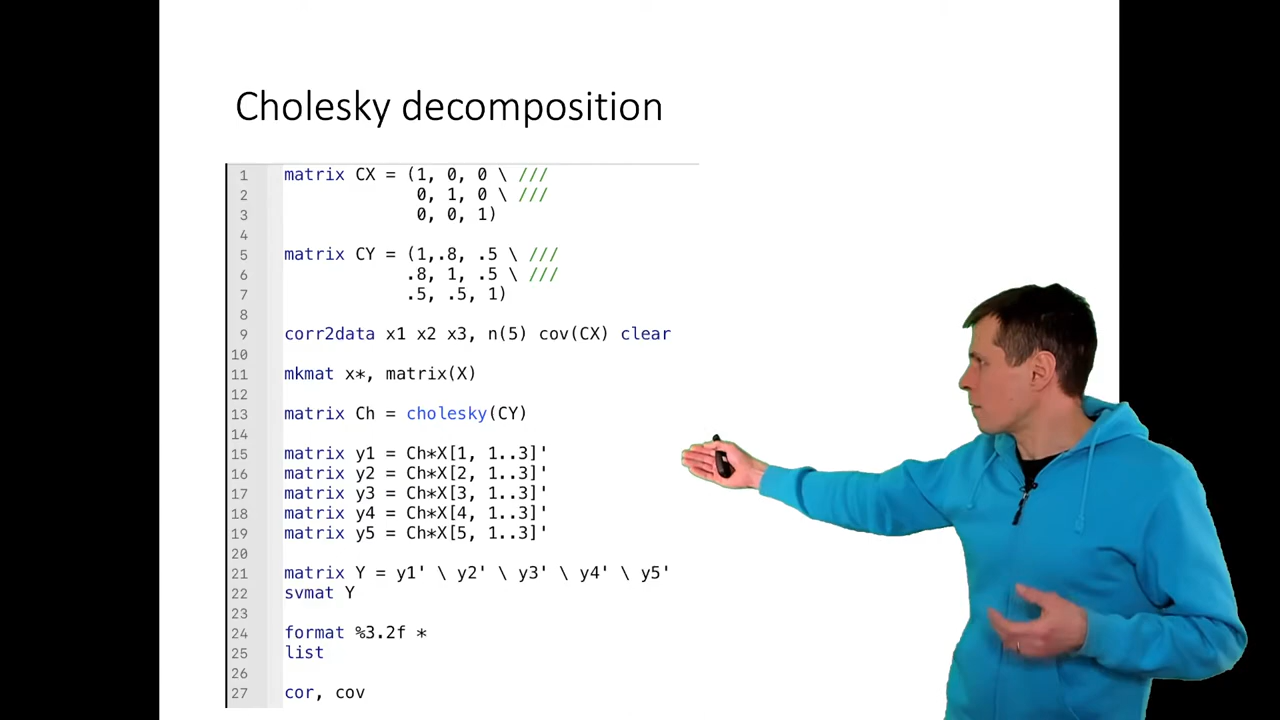 Cholesky decomposition
1 matrix CX = (1, 0, 0 \ ///
2 0, 1, 0 \ ///
3 0, 0, 1)
4
5 matrix CY = (1,.8, .5 \ ///
6 .8, 1, .5 \ ///
7 .5, .5, 1)
8
9 corr2data x1 x2 x3, n(5) cov(CX) clear
10
11 mkmat x*, matrix(X)
12
13 matrix Ch = cholesky(CY)
14
15 matrix y1 = Ch*X[1, 1..3]'
16 matrix y2 = Ch*X[2, 1..3]'
17 matrix y3 = Ch*X[3, 1..3]'
18 matrix y4 = Ch*X[4, 1..3]'
19 matrix y5 = Ch*X[5, 1..3]'
20
21 matrix Y = y1' \ y2' \ y3' \ y4' \ y5'
22 svmat Y
23
24 format %3.2f *
25 list
26
27 cor, cov